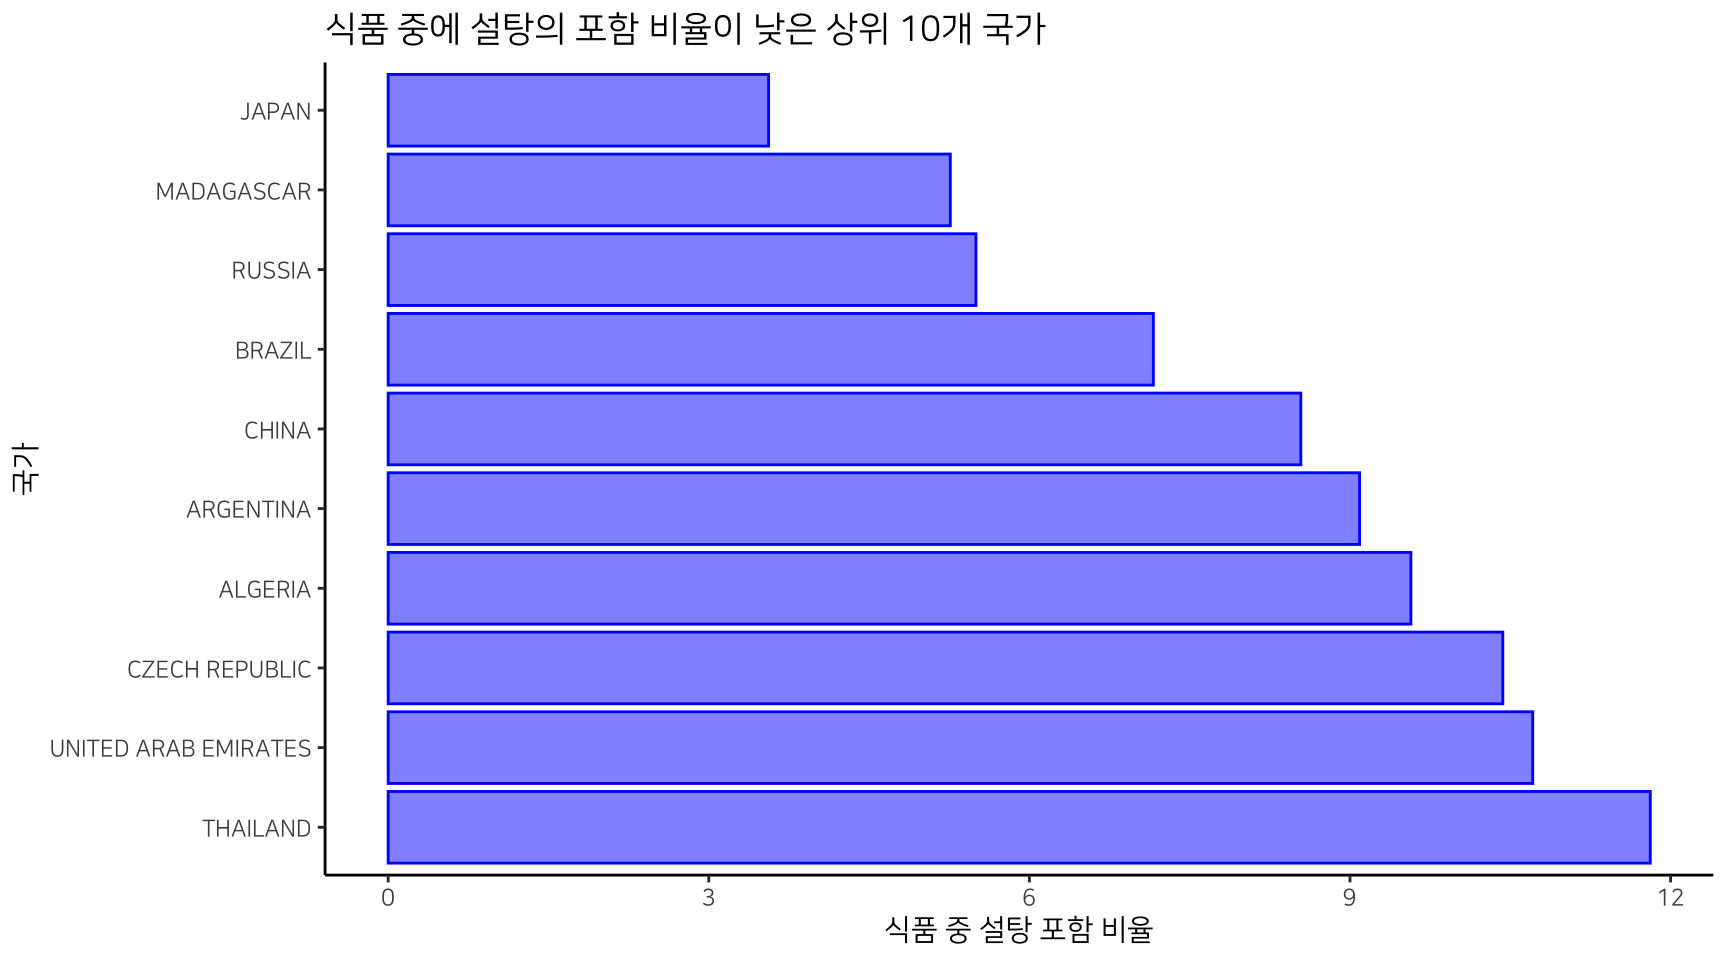 식품 중에 설탕의 포함 비율이 낮은 상위 10개 국가
국가
JAPAN
MADAGASCAR
RUSSIA
BRAZIL
CHINA
ARGENTINA
ALGERIA
CZECH REPUBLIC
UNITED ARAB EMIRATES
THAILAND
0 3 6 9 12
식품 중 설탕 포함 비율